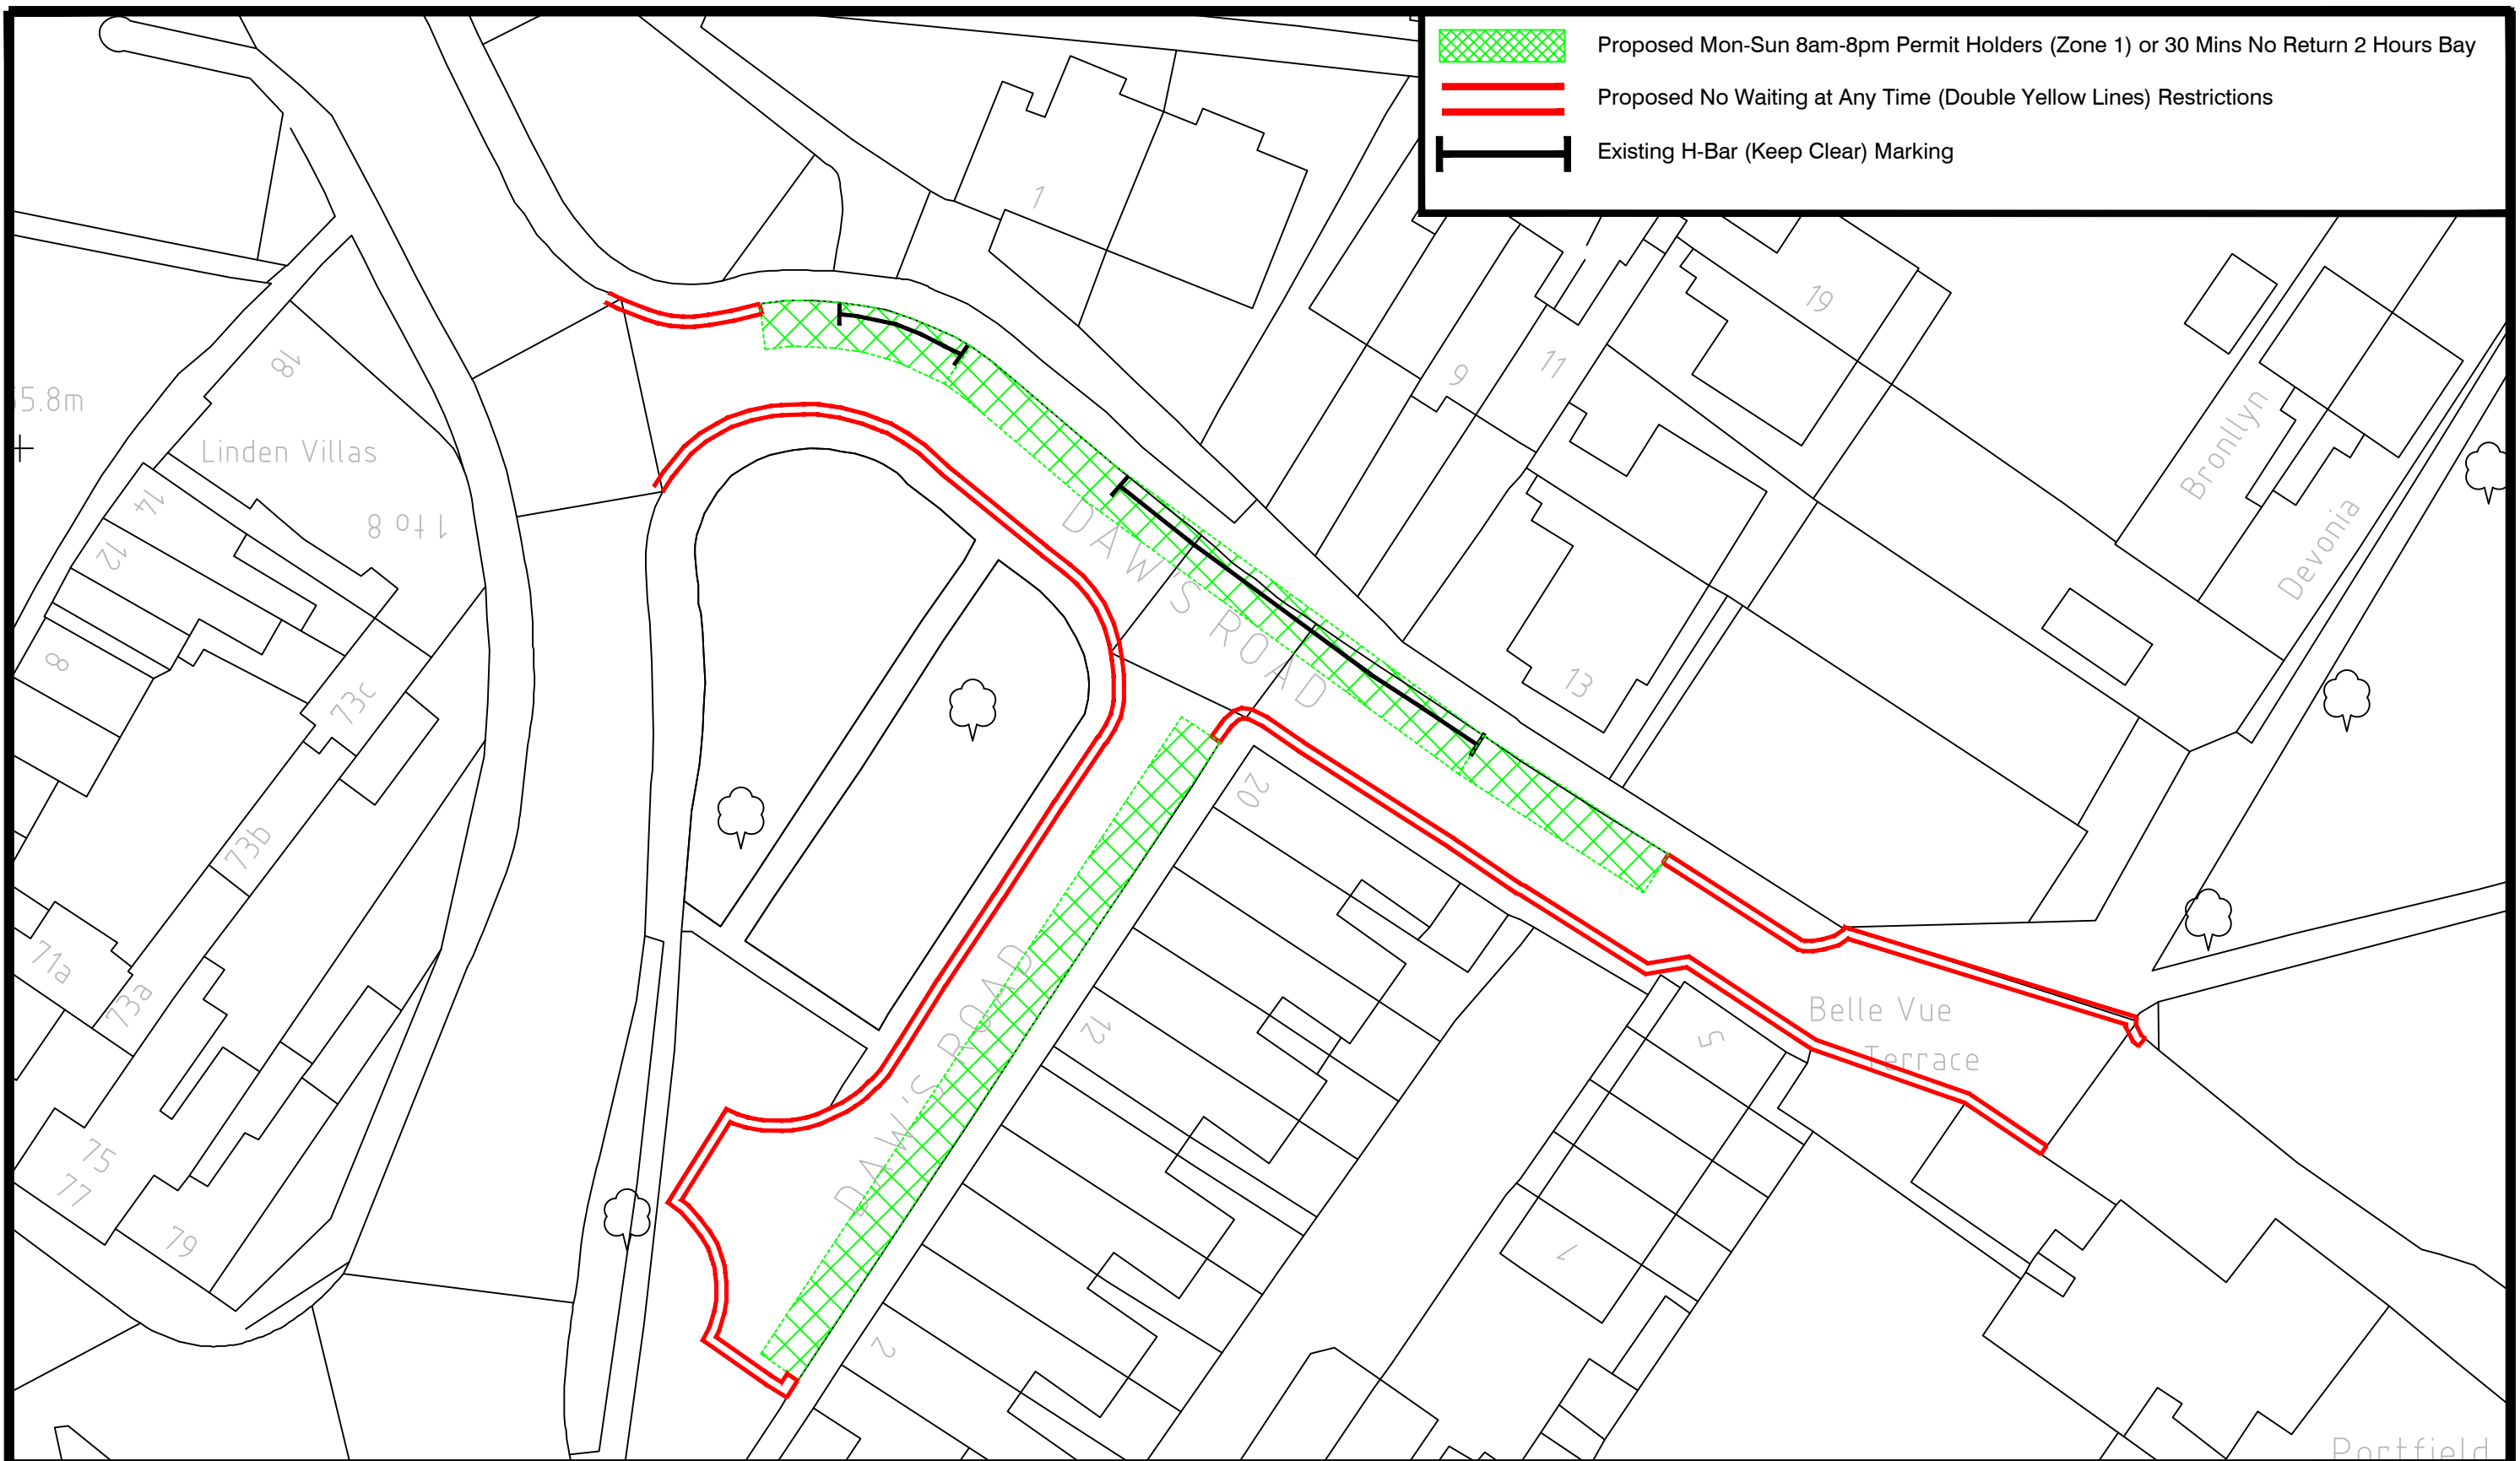 Proposed Mon-Sun 8am-8pm Permit Holders (Zone 1) or 30 Mins No Return 2 Hours Bay
Proposed No Waiting at Any Time (Double Yellow Lines) Restrictions
Existing H-Bar (Keep Clear) Marking
1
19
18
9
11
5.8m
Linden Villas
Bronllyn
14
1 to 8
12
Devonia
DAW'S ROAD
8
73c
13
20
73b
71a
73a
DAW'S ROAD
12
5
Belle Vue
Terrace
75
77
79
7
2
Portfield